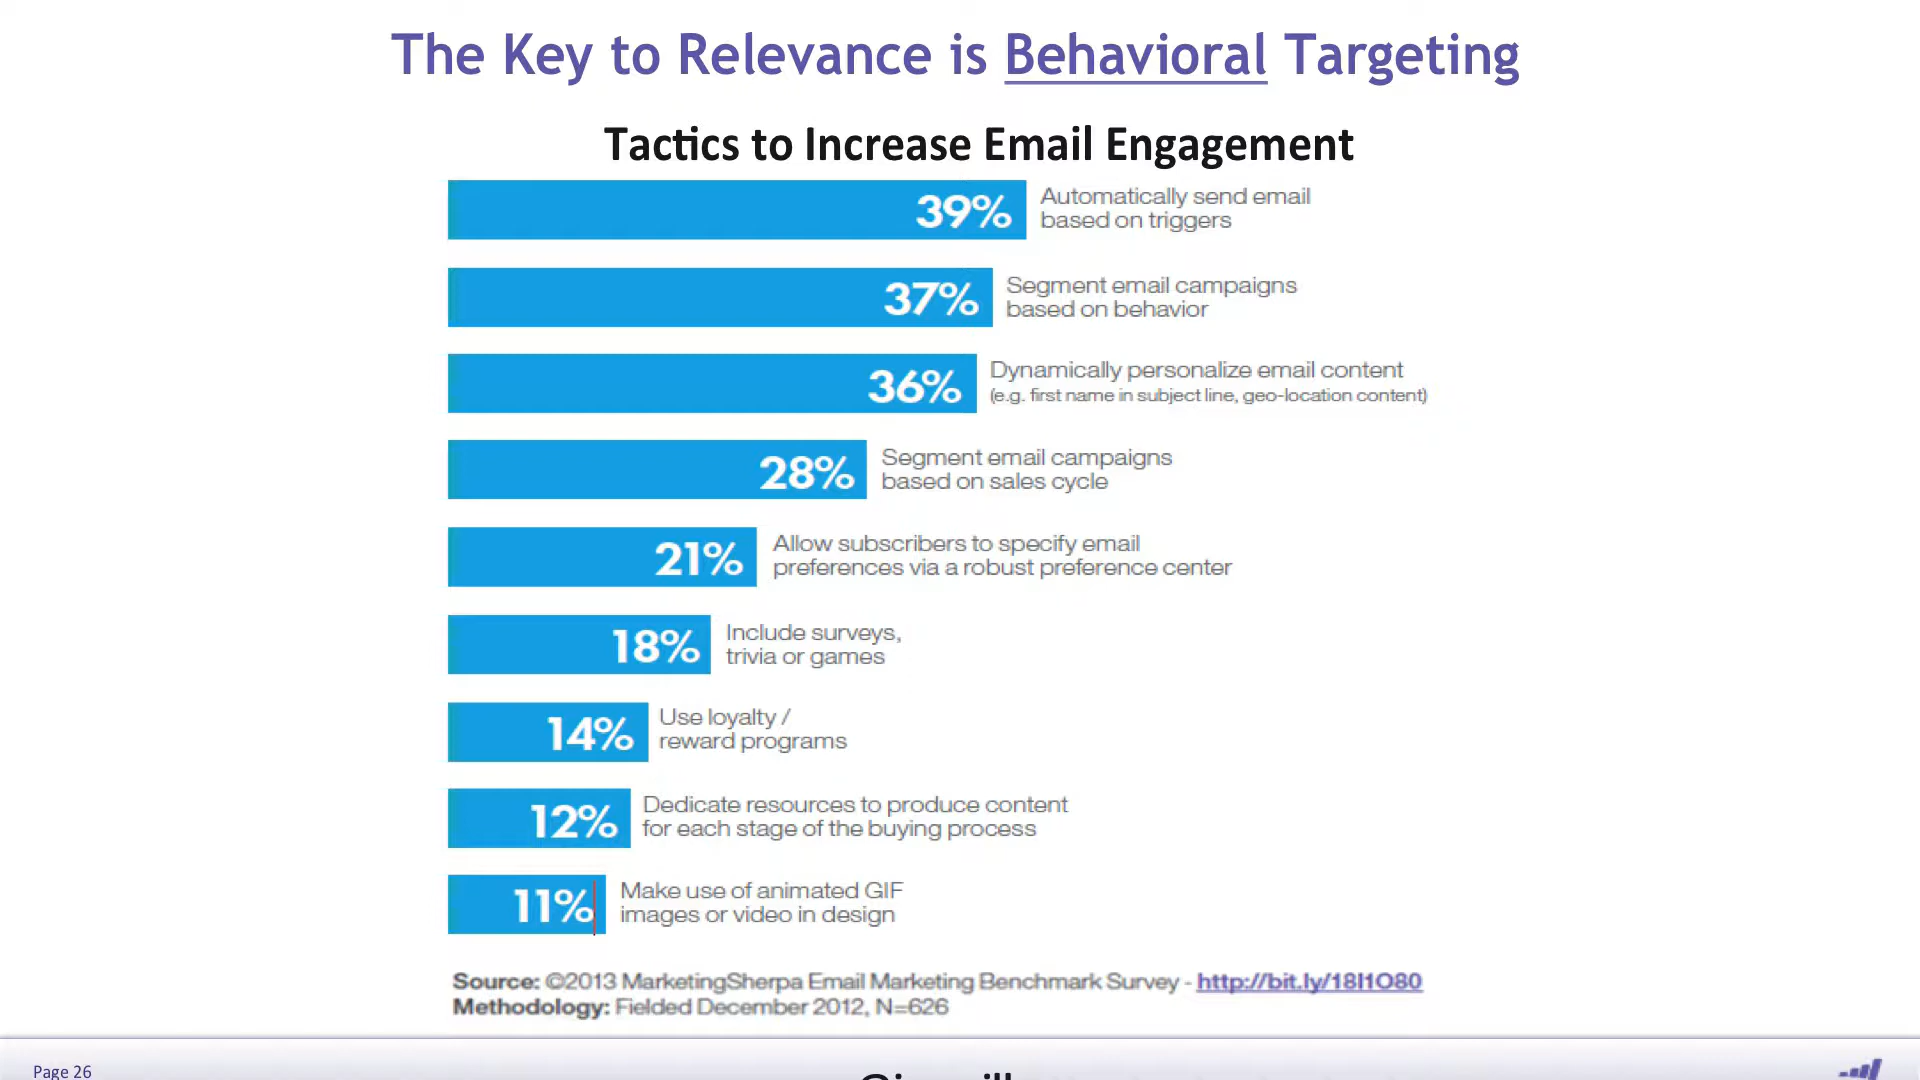 The Key to Relevance is Behavioral Targeting
Tactics to Increase Email Engagement
39%
Automatically send email
based on triggers
37%
Segment email campaigns
based on behavior
36%
Dynamically personalize email content
(e.g. first name in subject line, geo-location content)
28%
Segment email campaigns
based on sales cycle
21%
Allow subscribers to specify email
preferences via a robust preference center
18%
Include surveys,
trivia or games
14%
Use loyalty /
reward programs
12%
Dedicate resources to produce content
for each stage of the buying process
11%
Make use of animated GIF
images or video in design
Source: ©2013 MarketingSherpa Email Marketing Benchmark Survey - http://bit.ly/18I1O80
Methodology: Fielded December 2012, N=626
Page 26